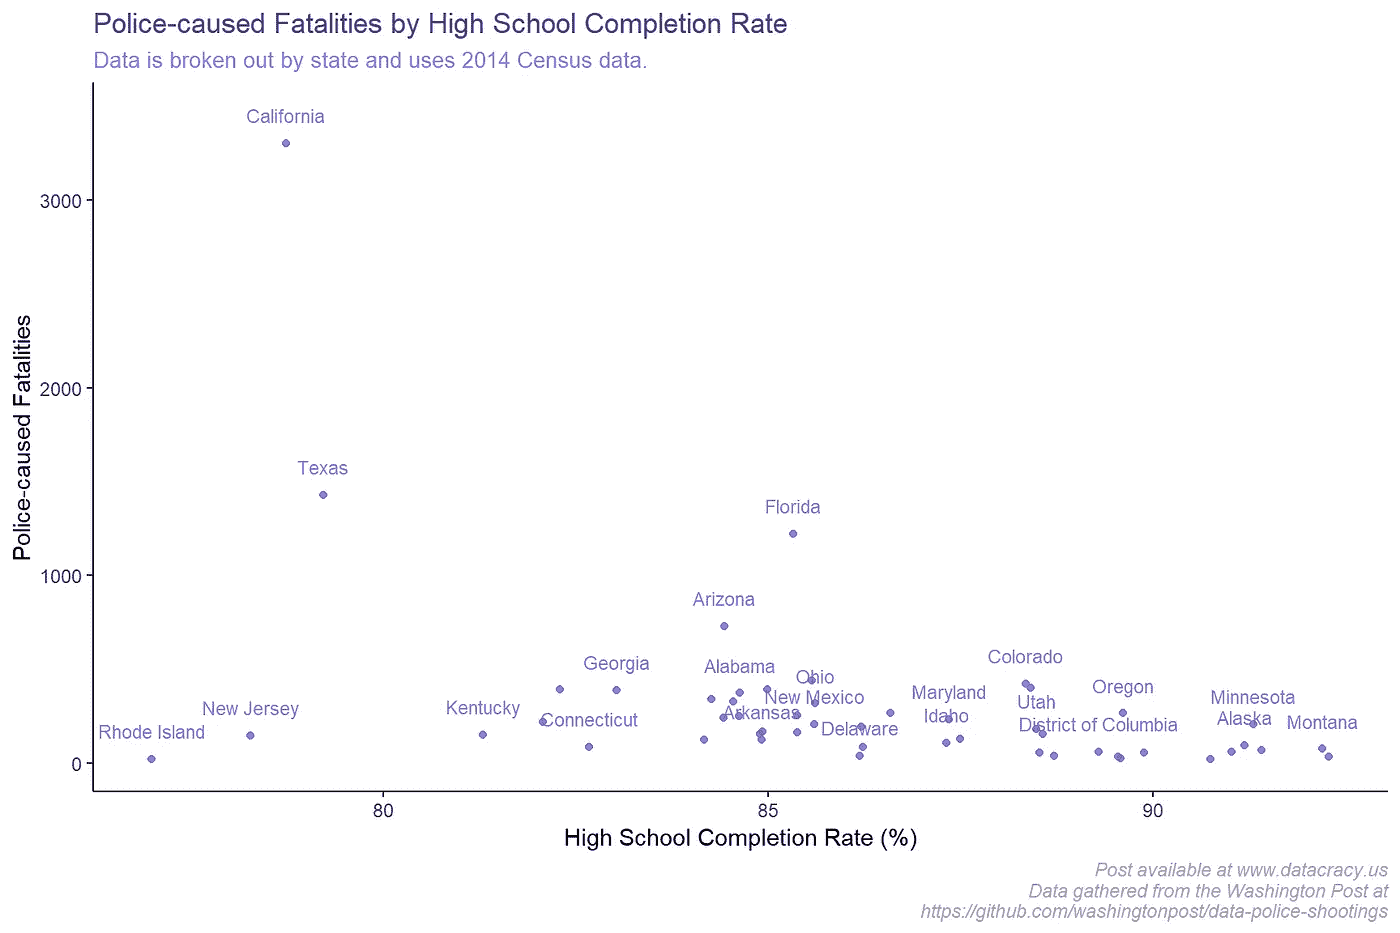 Police-caused Fatalities by High School Completion Rate
Data is broken out by state and uses 2014 Census data.
California
3000
Police-caused Fatalities
2000
Texas
Florida
1000
Arizona
Colorado
Georgia
Alabama
Ohio
Oregon
Maryland
New Mexico
Minnesota
Utah
Kentucky
New Jersey
Arkansas
Idaho
Alaska
Connecticut
Montana
District of Columbia
Delaware
Rhode Island
0
80
85
90
High School Completion Rate (%)
Post available at www.datacracy.us
Data gathered from the Washington Post at
https://github.com/washingtonpost/data-police-shootings